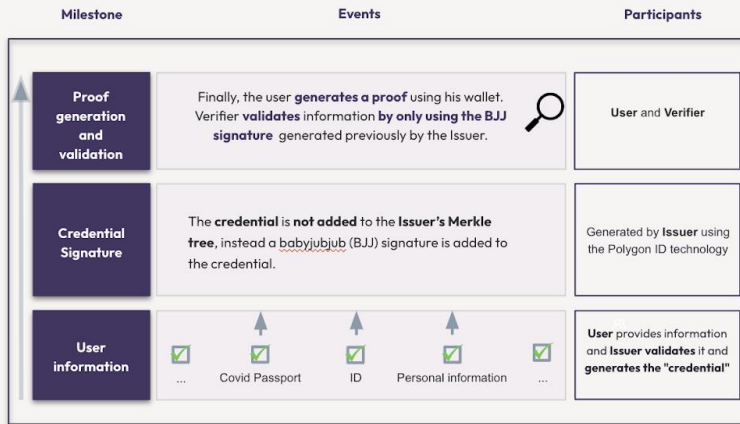 Milestone
Events
Participants
Proof
generation
and
validation
Finally, the user generates a proof using his wallet.
Verifier validates information by only using the BJJ
signature generated previously by the Issuer.
User and Verifier
Credential
Signature
The credential is not added to the Issuer's Merkle
tree, instead a babyjubjub (BJJ) signature is added to
the credential.
Generated by Issuer using
the Polygon ID technology
User
information
...
Covid Passport
ID
Personal information
...
User provides information
and Issuer validates it and
generates the "credential"